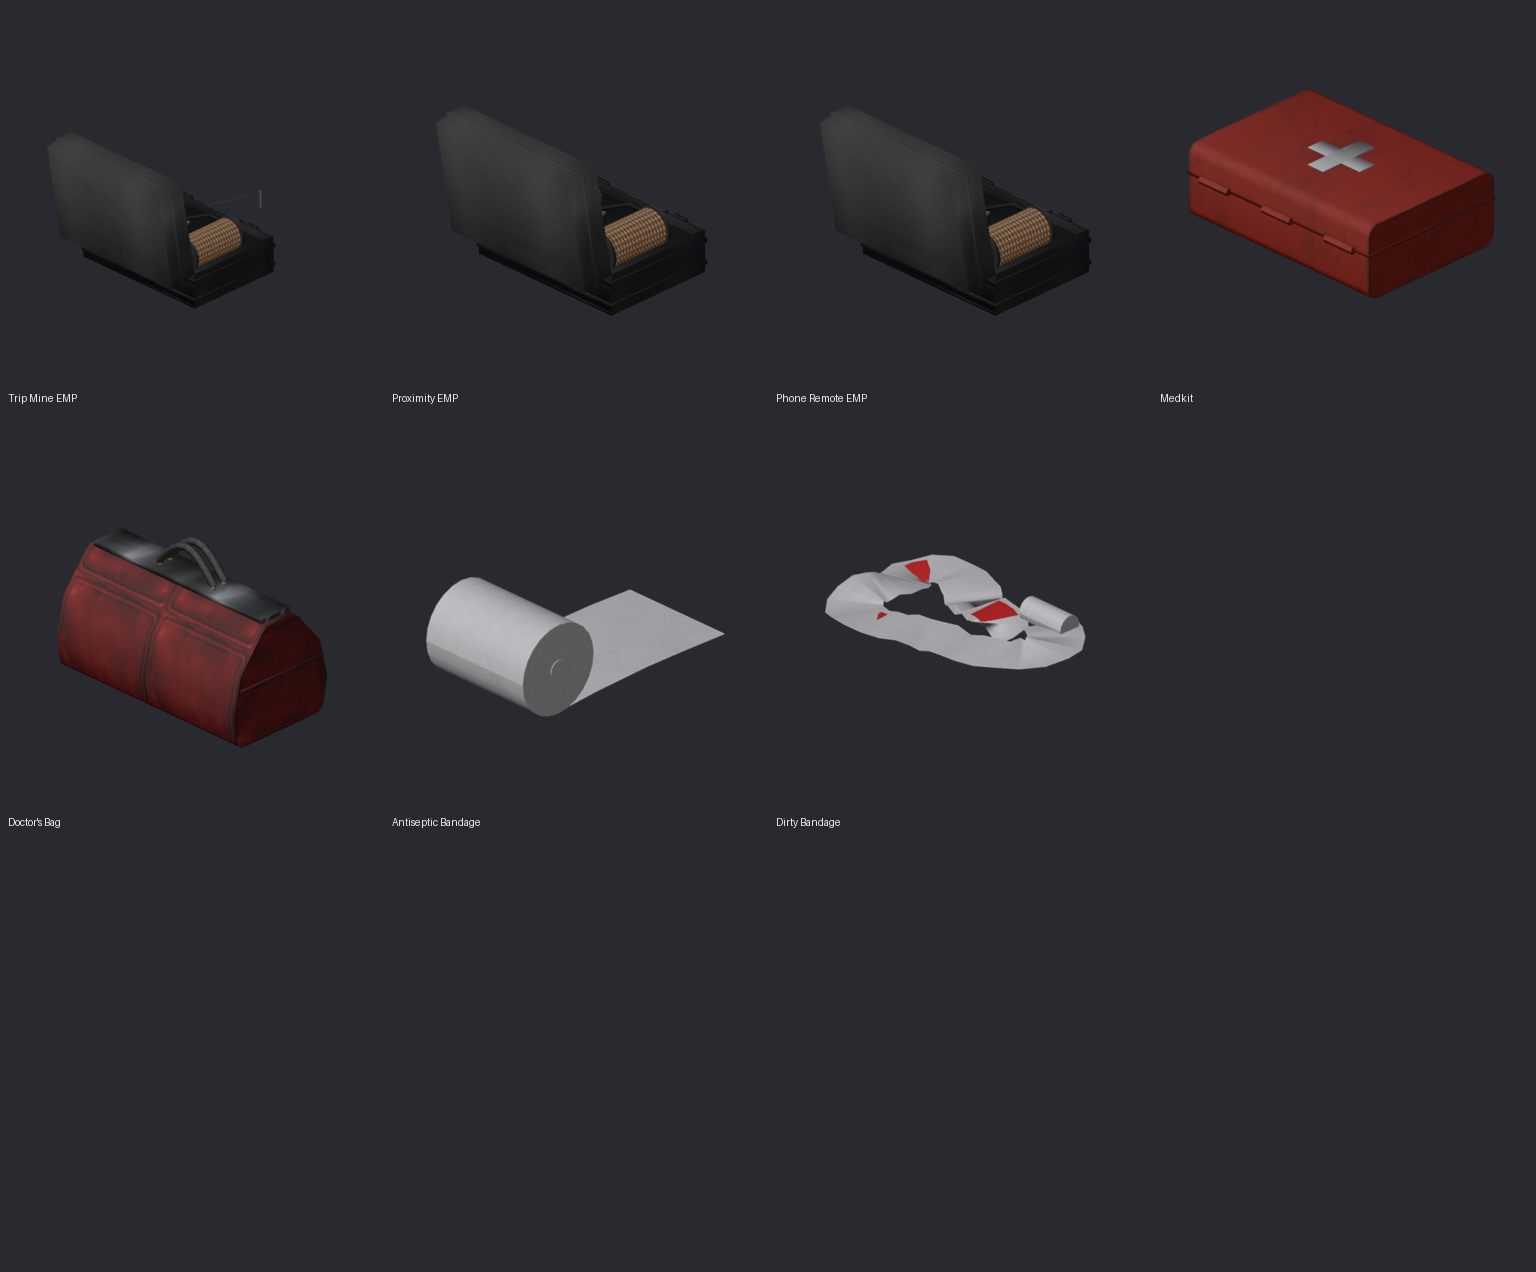 Trip Mine EMP
Proximity EMP
Phone Remote EMP
Medkit
Doctor's Bag
Antiseptic Bandage
Dirty Bandage